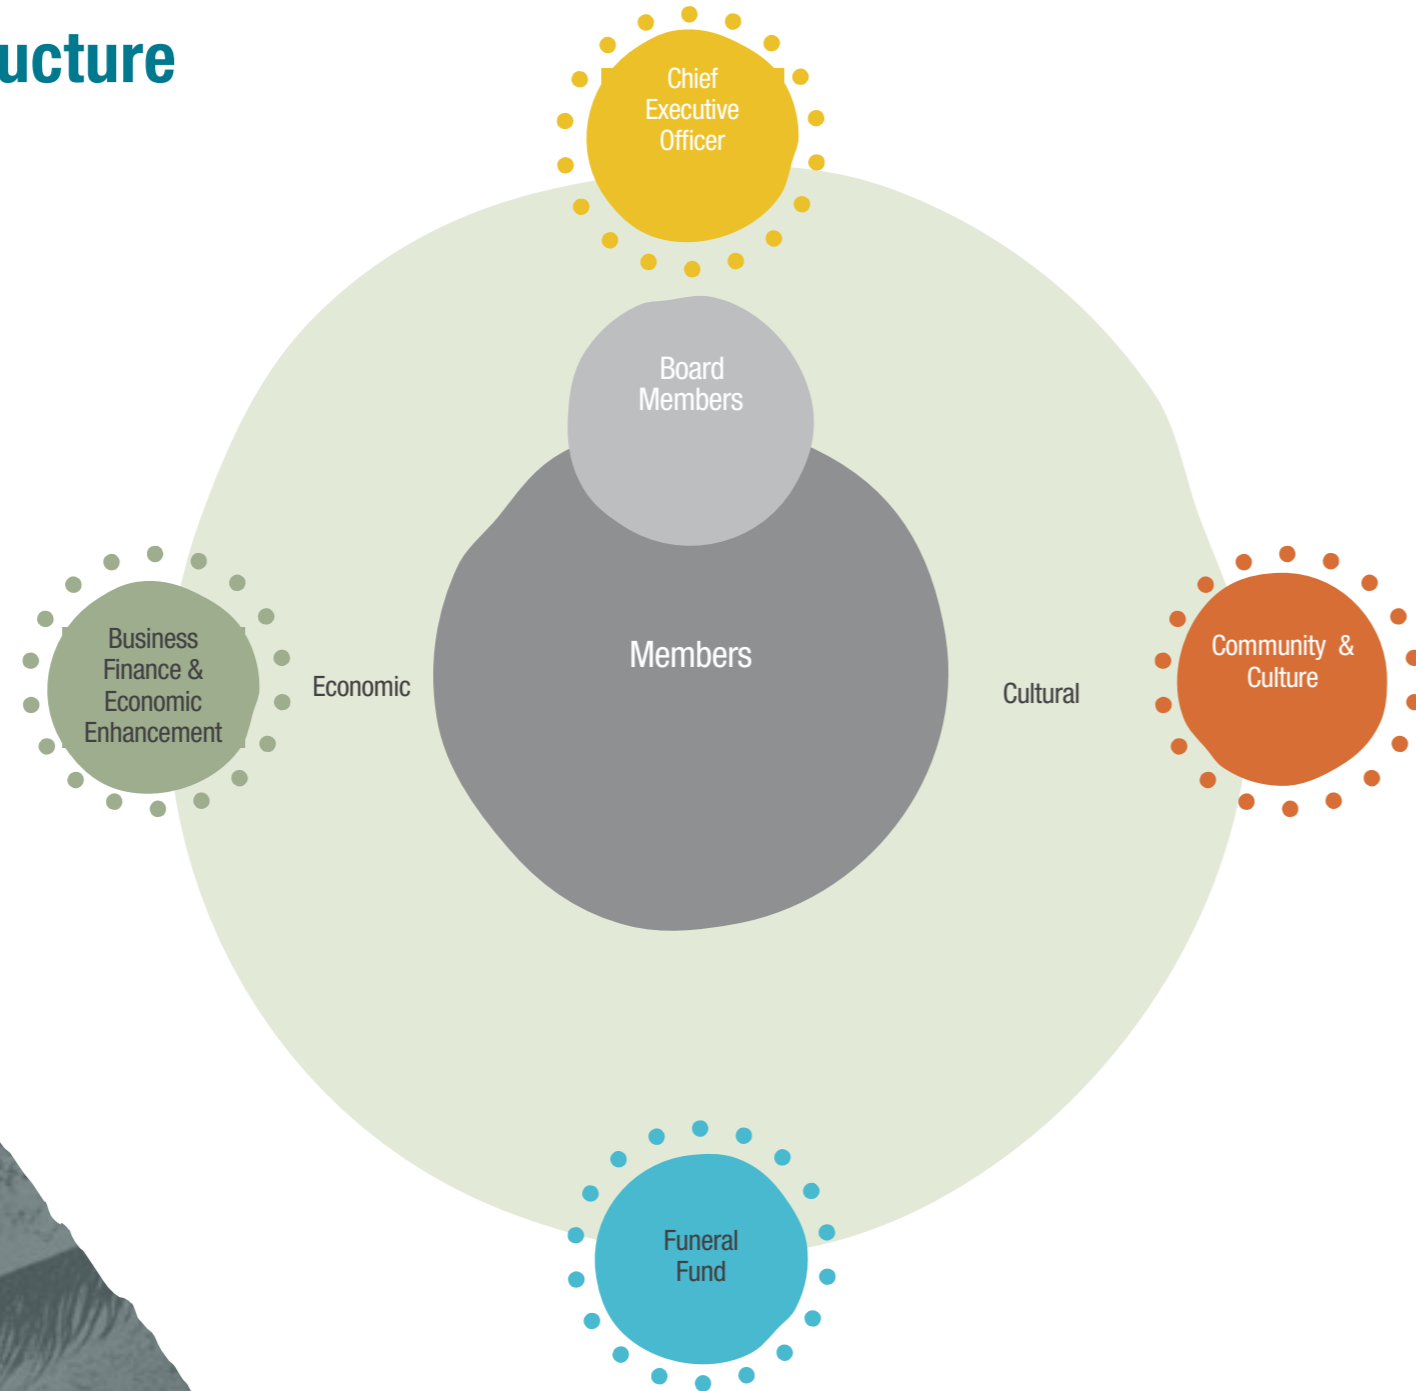 ucture
Chief
Executive
Officer
Board
Members
Members
Business
Finance &
Economic
Enhancement
Economic
Cultural
Community &
Culture
Funeral
Fund